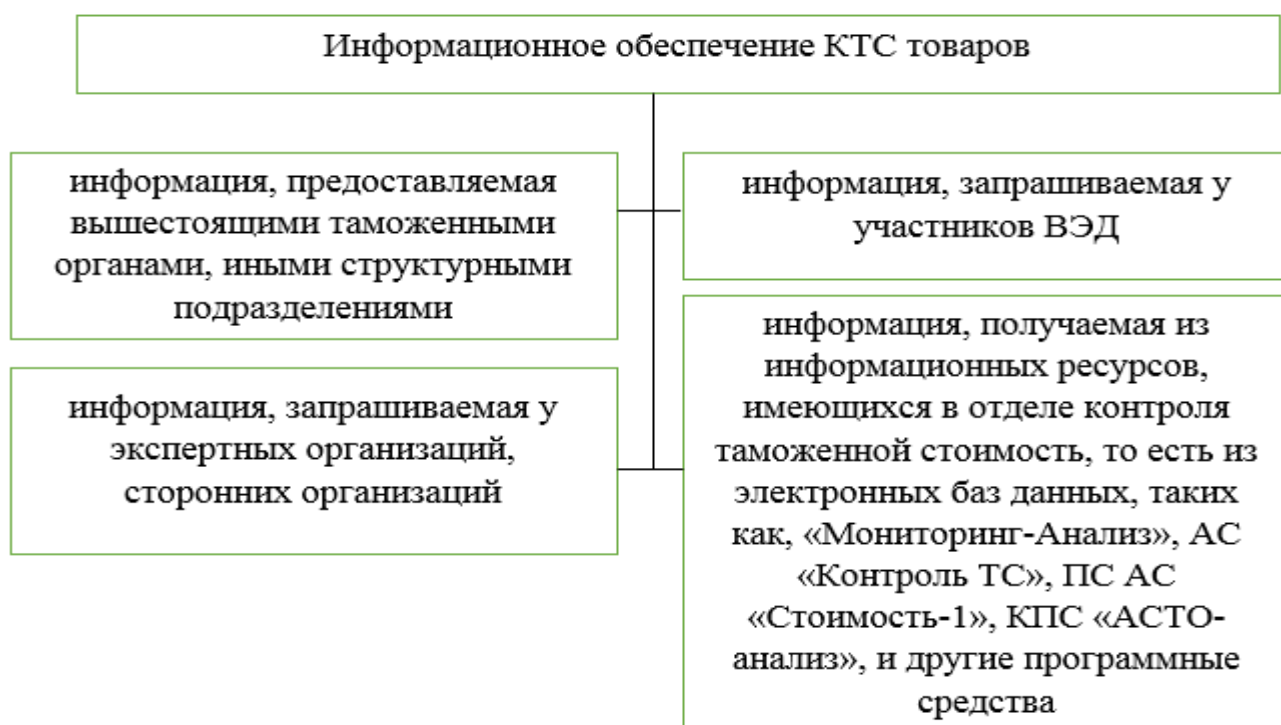 Информационное обеспечение КТС товаров
информация, предоставляемая
вышестоящими таможенными
органами, иными структурными
подразделениями
информация, запрашиваемая у
участников ВЭД
информация, запрашиваемая у
экспертных организаций,
сторонних организаций
информация, получаемая из
информационных ресурсов,
имеющихся в отделе контроля
таможенной стоимость, то есть из
электронных баз данных, таких
как, «Мониторинг-Анализ», АС
«Контроль ТС», ПС АС
«Стоимость-1», КПС «АСТО-
анализ», и другие программные
средства